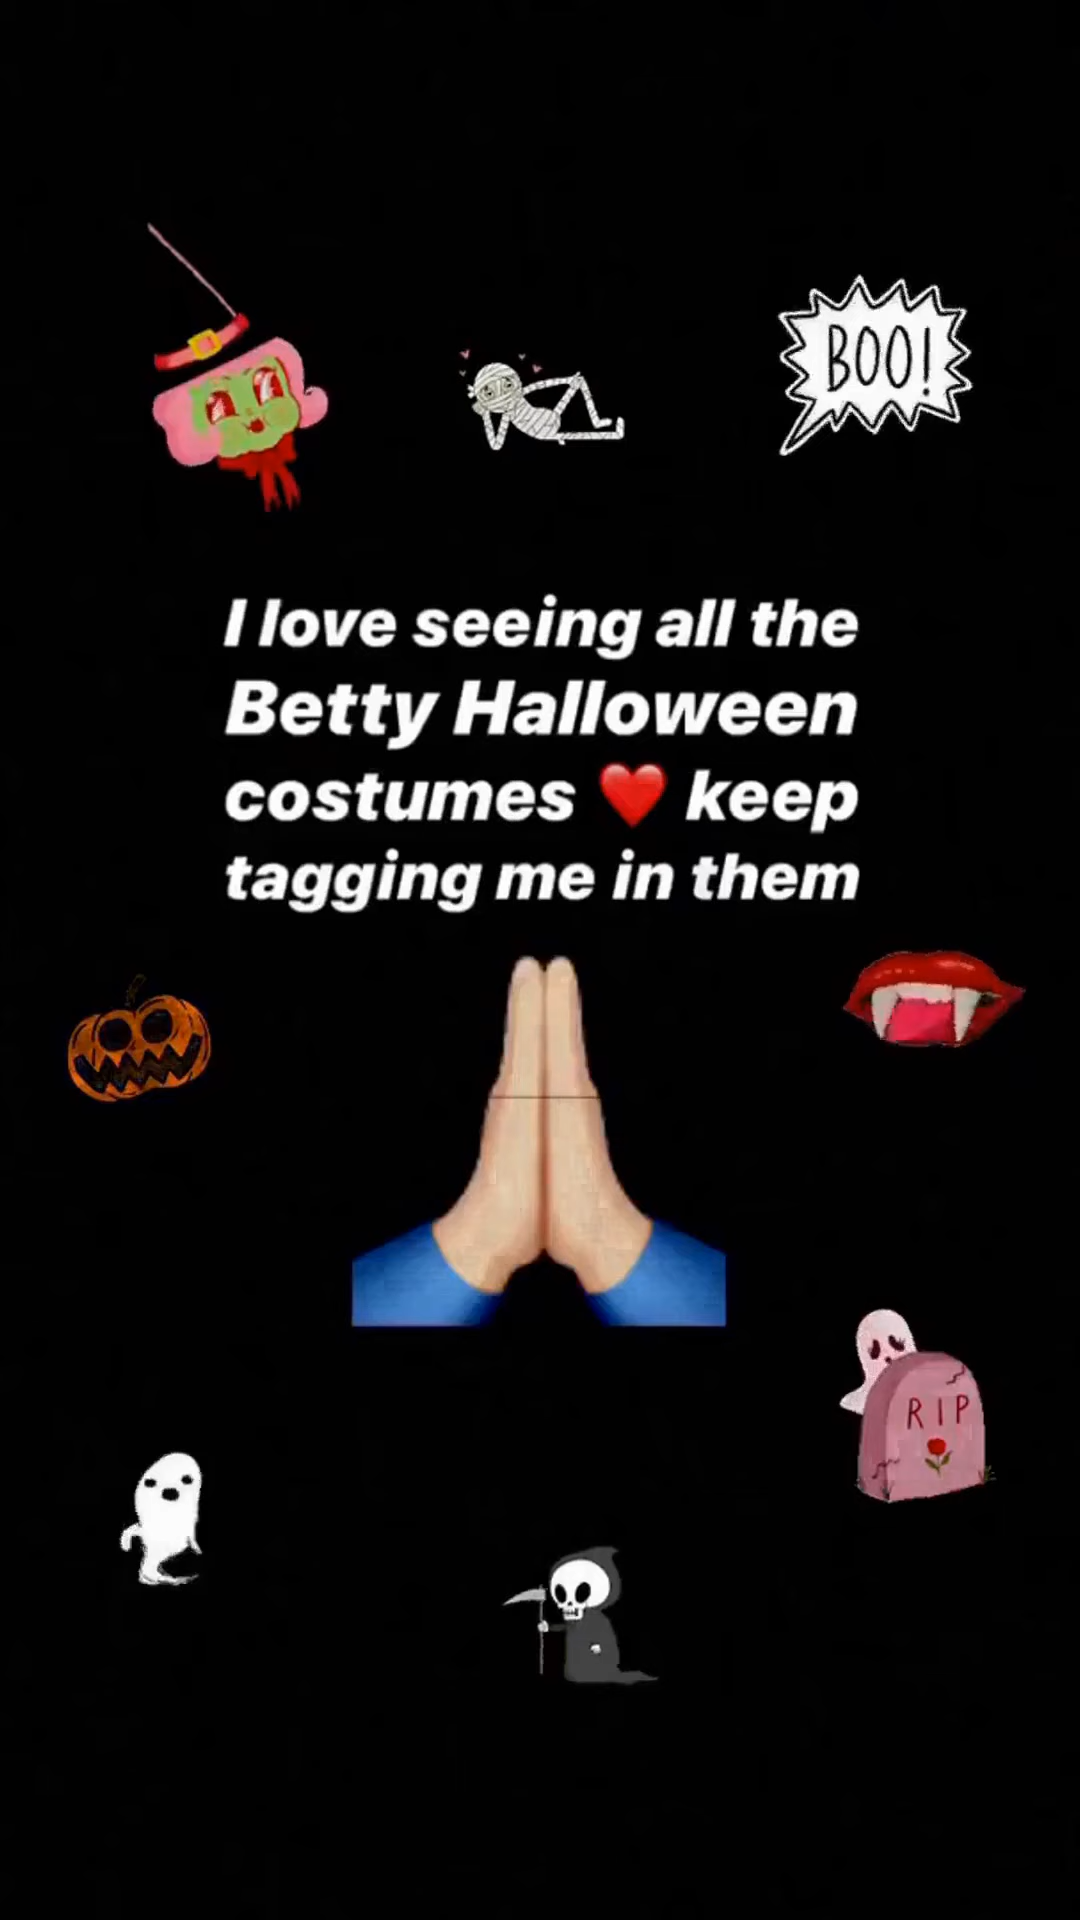 BOO!
I love seeing all the
Betty Halloween
costumes ❤️ keep
tagging me in them
RIP